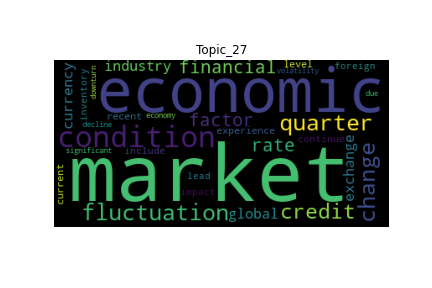 Topic_27
industry financial level foreign
volatility
currency inventory downturn economic due
recent economy factor quarter
decline condition experience continue
significant include rate
market exchange change
current lead impact
fluctuation global credit